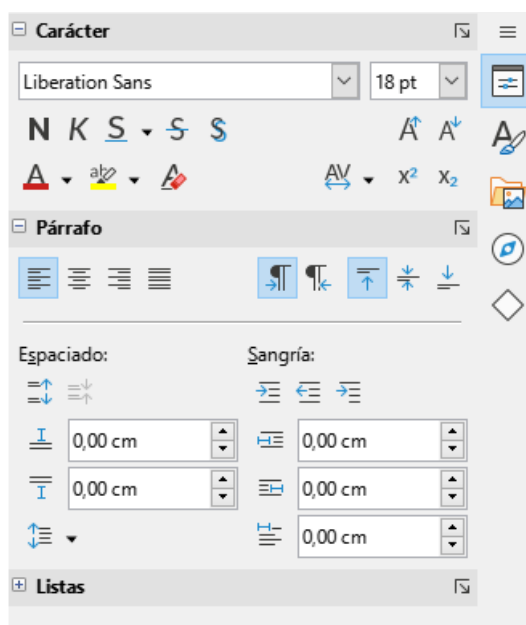 Carácter
Liberation Sans 18 pt
N K S S S A A
A ab A AV x² x₂
Párrafo
Espaciado: Sangría:
0,00 cm 0,00 cm
0,00 cm 0,00 cm
0,00 cm
Listas